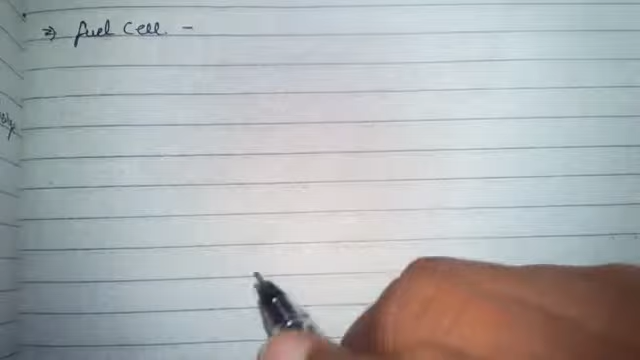 ⇒ fuel cell. -